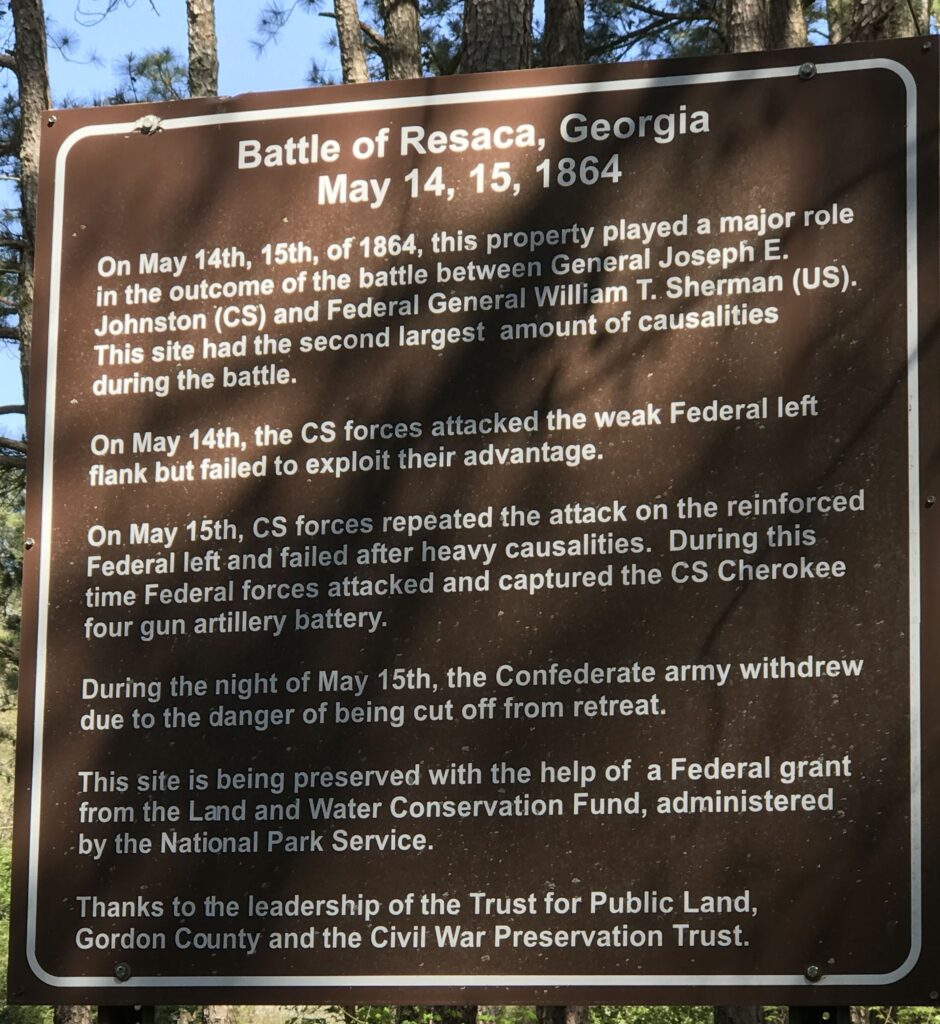 Battle of Resaca, Georgia
May 14, 15, 1864
On May 14th, 15th, of 1864, this property played a major role
in the outcome of the battle between General Joseph E.
Johnston (CS) and Federal General William T. Sherman (US).
This site had the second largest  amount of causalities
during the battle.
On May 14th, the CS forces attacked the weak Federal left
flank but failed to exploit their advantage.
On May 15th, CS forces repeated the attack on the reinforced
Federal left and failed after heavy causalities.  During this
time Federal forces attacked and captured the CS Cherokee
four gun artillery battery.
During the night of May 15th, the Confederate army withdrew
due to the danger of being cut off from retreat.
This site is being preserved with the help of  a Federal grant
from the Land and Water Conservation Fund, administered
by the National Park Service.
Thanks to the leadership of the Trust for Public Land,
Gordon County and the Civil War Preservation Trust.